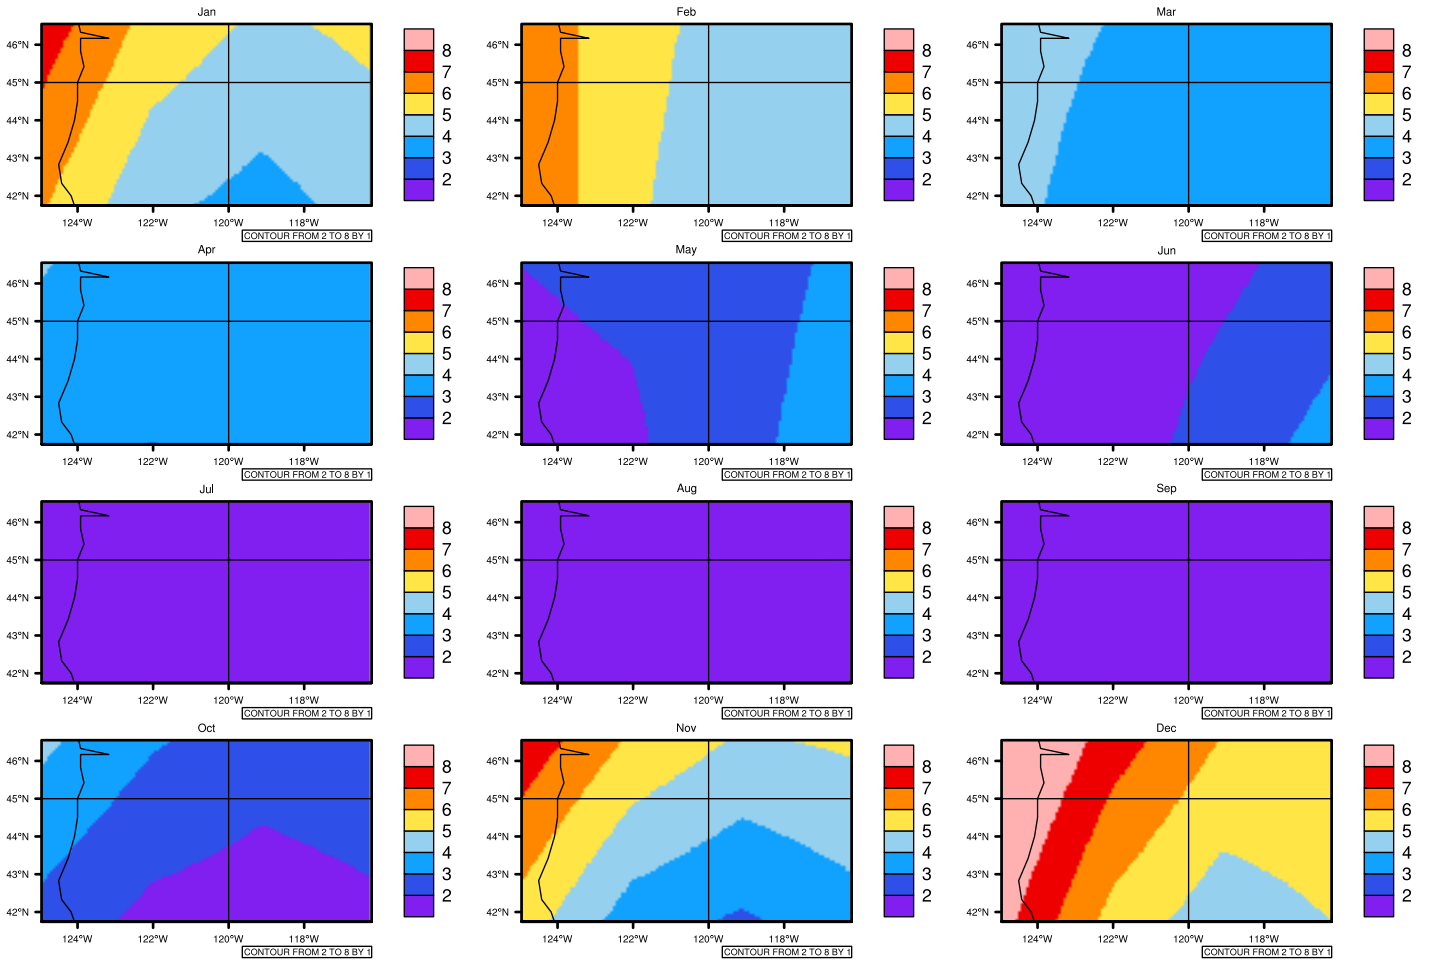 Jan Feb Mar
46°N 8 46°N 8 46°N 8
7 7 7
45°N 6 45°N 6 45°N 6
44°N 5 44°N 5 44°N 5
4 4 4
43°N 3 43°N 3 43°N 3
42°N 2 42°N 2 42°N 2
124°W 122°W 120°W 118°W 124°W 122°W 120°W 118°W 124°W 122°W 120°W 118°W
CONTOUR FROM 2 TO 8 BY 1 CONTOUR FROM 2 TO 8 BY 1 CONTOUR FROM 2 TO 8 BY 1
Apr May Jun
46°N 8 46°N 8 46°N 8
7 7 7
45°N 6 45°N 6 45°N 6
44°N 5 44°N 5 44°N 5
4 4 4
43°N 3 43°N 3 43°N 3
42°N 2 42°N 2 42°N 2
124°W 122°W 120°W 118°W 124°W 122°W 120°W 118°W 124°W 122°W 120°W 118°W
CONTOUR FROM 2 TO 8 BY 1 CONTOUR FROM 2 TO 8 BY 1 CONTOUR FROM 2 TO 8 BY 1
Jul Aug Sep
46°N 8 46°N 8 46°N 8
7 7 7
45°N 6 45°N 6 45°N 6
44°N 5 44°N 5 44°N 5
4 4 4
43°N 3 43°N 3 43°N 3
42°N 2 42°N 2 42°N 2
124°W 122°W 120°W 118°W 124°W 122°W 120°W 118°W 124°W 122°W 120°W 118°W
CONTOUR FROM 2 TO 8 BY 1 CONTOUR FROM 2 TO 8 BY 1 CONTOUR FROM 2 TO 8 BY 1
Oct Nov Dec
46°N 8 46°N 8 46°N 8
7 7 7
45°N 6 45°N 6 45°N 6
44°N 5 44°N 5 44°N 5
4 4 4
43°N 3 43°N 3 43°N 3
42°N 2 42°N 2 42°N 2
124°W 122°W 120°W 118°W 124°W 122°W 120°W 118°W 124°W 122°W 120°W 118°W
CONTOUR FROM 2 TO 8 BY 1 CONTOUR FROM 2 TO 8 BY 1 CONTOUR FROM 2 TO 8 BY 1